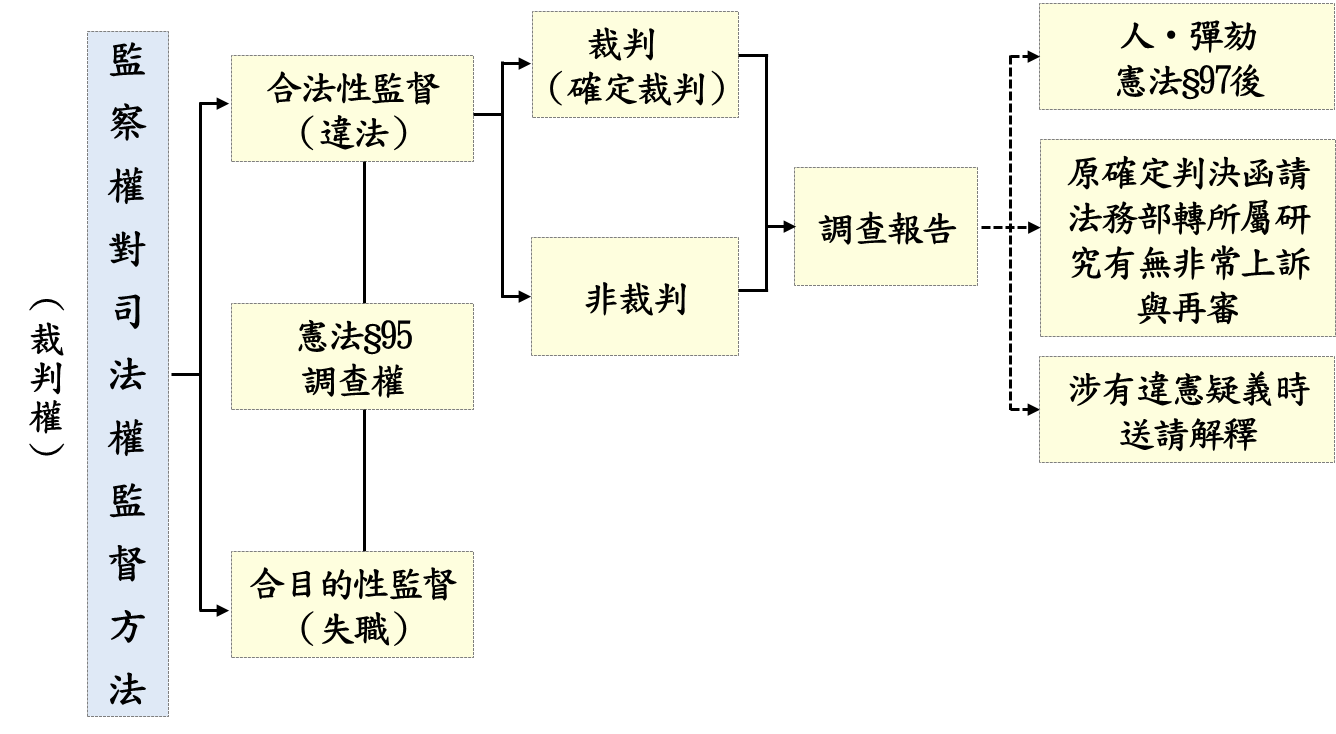 （裁判權）
監察權對司法權監督方法
合法性監督
（違法）
憲法§95
調查權
合目的性監督
（失職）
裁判
（確定裁判）
非裁判
調查報告
人・彈劾
憲法§97後
原確定判決函請
法務部轉所屬研
究有無非常上訴
與再審
涉有違憲疑義時
送請解釋